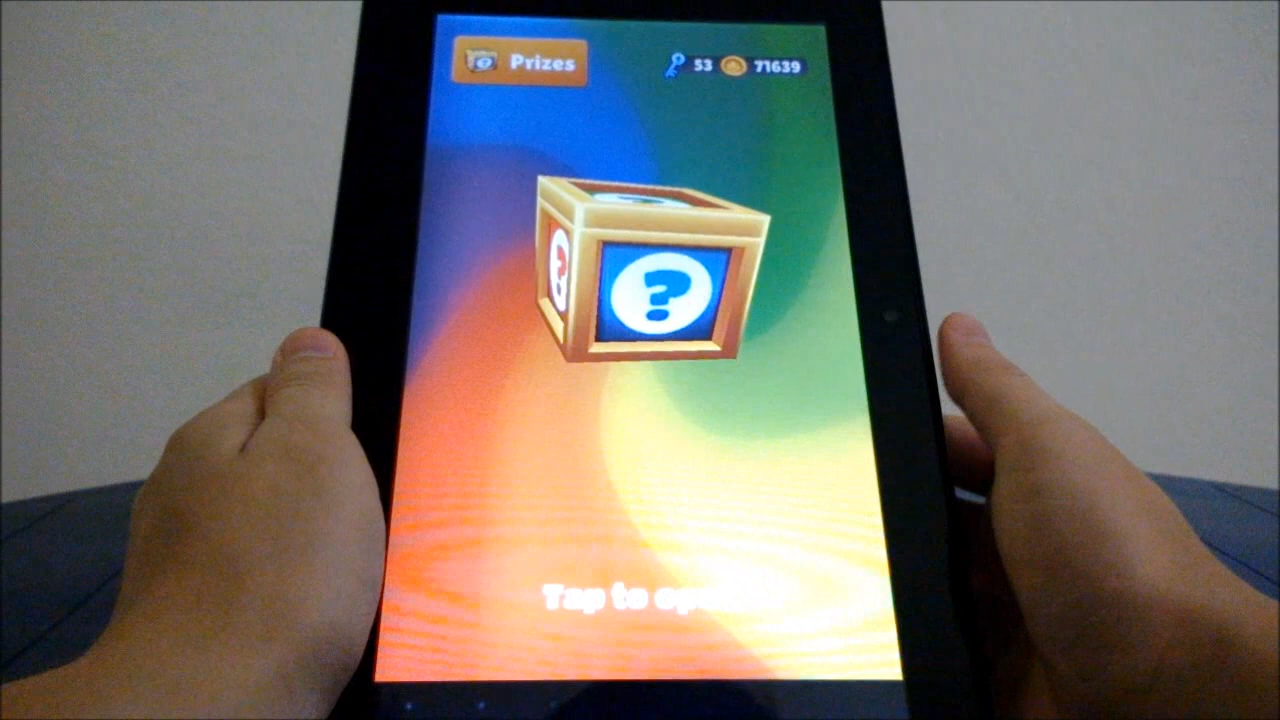 Prizes
53
71639
?
?
Tap to